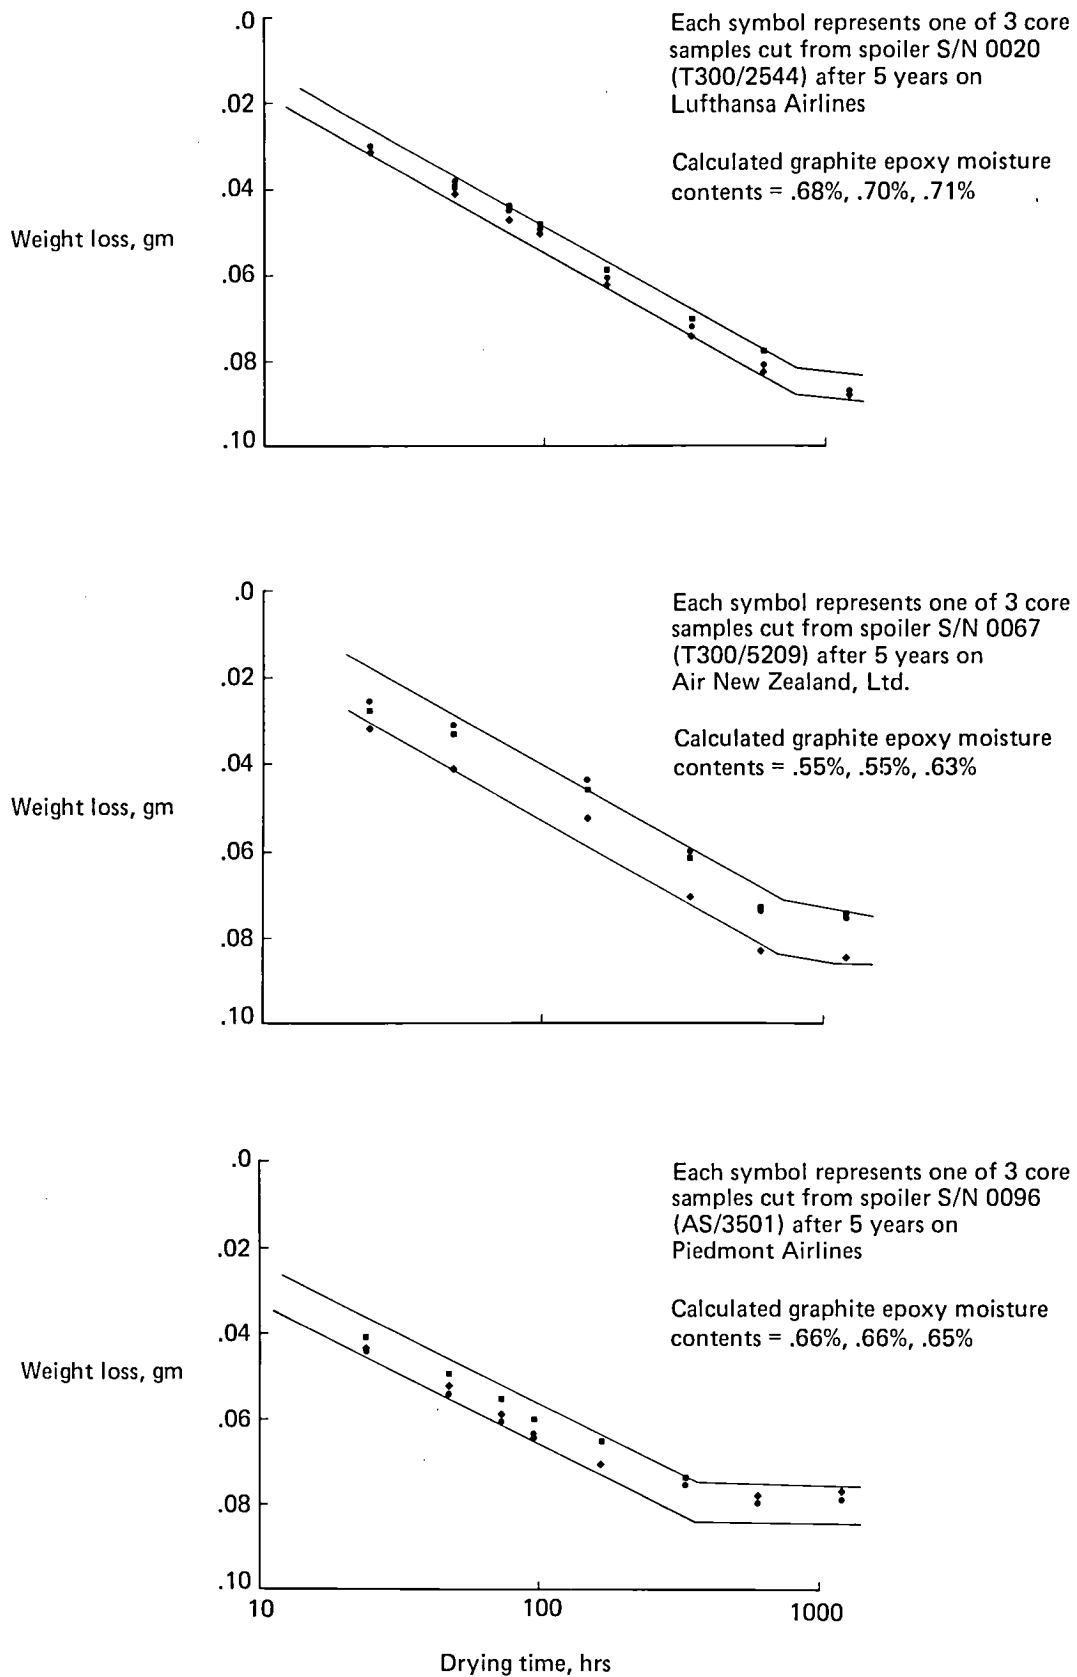 .0
.02
.04
.06
.08
.10
Weight loss, gm
Each symbol represents one of 3 core
samples cut from spoiler S/N 0020
(T300/2544) after 5 years on
Lufthansa Airlines
Calculated graphite epoxy moisture
contents = .68%, .70%, .71%
.0
.02
.04
.06
.08
.10
Weight loss, gm
Each symbol represents one of 3 core
samples cut from spoiler S/N 0067
(T300/5209) after 5 years on
Air New Zealand, Ltd.
Calculated graphite epoxy moisture
contents = .55%, .55%, .63%
.0
.02
.04
.06
.08
.10
Weight loss, gm
Each symbol represents one of 3 core
samples cut from spoiler S/N 0096
(AS/3501) after 5 years on
Piedmont Airlines
Calculated graphite epoxy moisture
contents = .66%, .66%, .65%
10 100 1000
Drying time, hrs